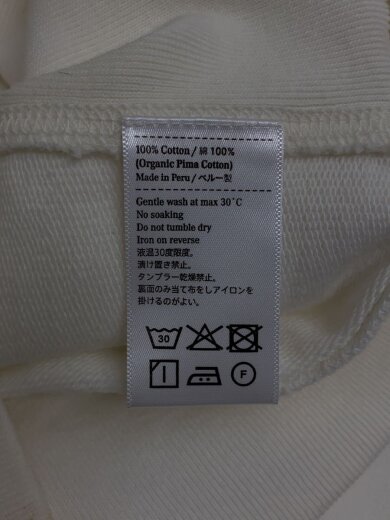 100% Cotton / 綿 100%
(Organic Pima Cotton)
Made in Peru / ペルー製
Gentle wash at max 30°C
No soaking
Do not tumble dry
Iron on reverse
液温30度限度。
漬け置き禁止。
タンブラー乾燥禁止。
裏面のみ当て布をしアイロンを
掛けるのがよい。
30
F